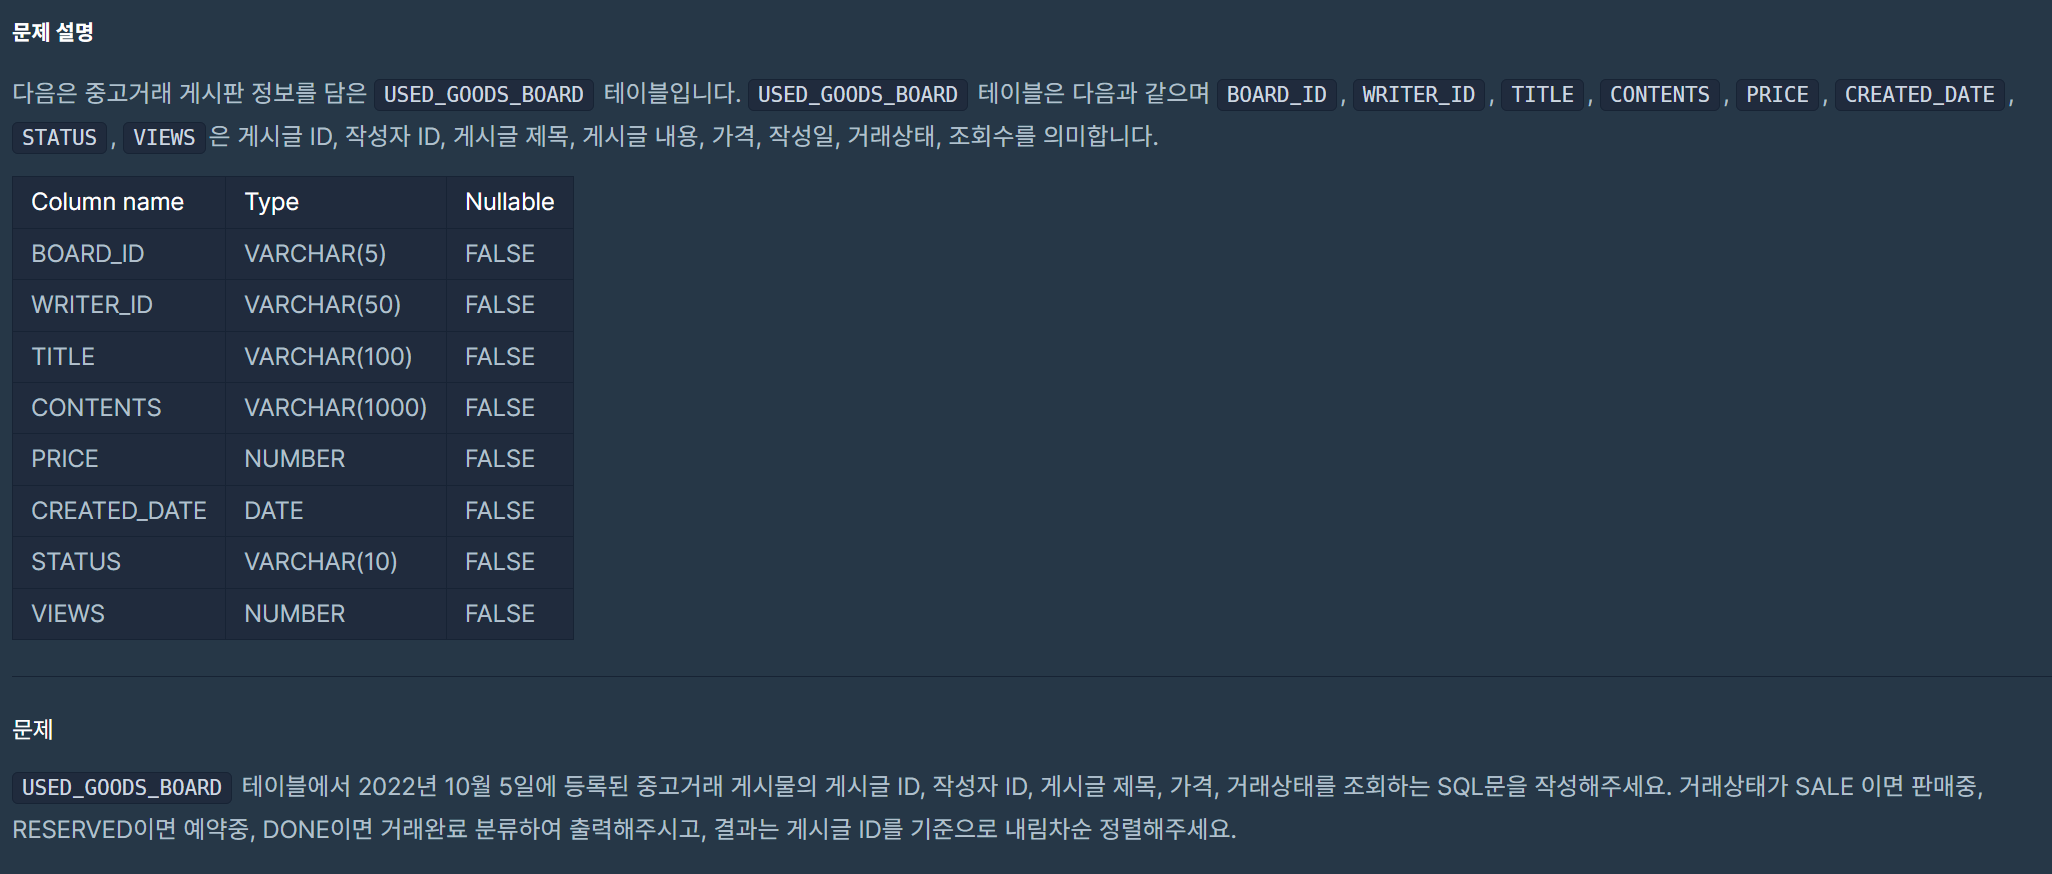 문제 설명
다음은 중고거래 게시판 정보를 담은 USED_GOODS_BOARD 테이블입니다. USED_GOODS_BOARD 테이블은 다음과 같으며 BOARD_ID, WRITER_ID, TITLE, CONTENTS, PRICE, CREATED_DATE,
STATUS, VIEWS은 게시글 ID, 작성자 ID, 게시글 제목, 게시글 내용, 가격, 작성일, 거래상태, 조회수를 의미합니다.
Column name Type Nullable
BOARD_ID VARCHAR(5) FALSE
WRITER_ID VARCHAR(50) FALSE
TITLE VARCHAR(100) FALSE
CONTENTS VARCHAR(1000) FALSE
PRICE NUMBER FALSE
CREATED_DATE DATE FALSE
STATUS VARCHAR(10) FALSE
VIEWS NUMBER FALSE
문제
USED_GOODS_BOARD 테이블에서 2022년 10월 5일에 등록된 중고거래 게시물의 게시글 ID, 작성자 ID, 게시글 제목, 가격, 거래상태를 조회하는 SQL문을 작성해주세요. 거래상태가 SALE 이면 판매중,
RESERVED이면 예약중, DONE이면 거래완료 분류하여 출력해주시고, 결과는 게시글 ID를 기준으로 내림차순 정렬해주세요.